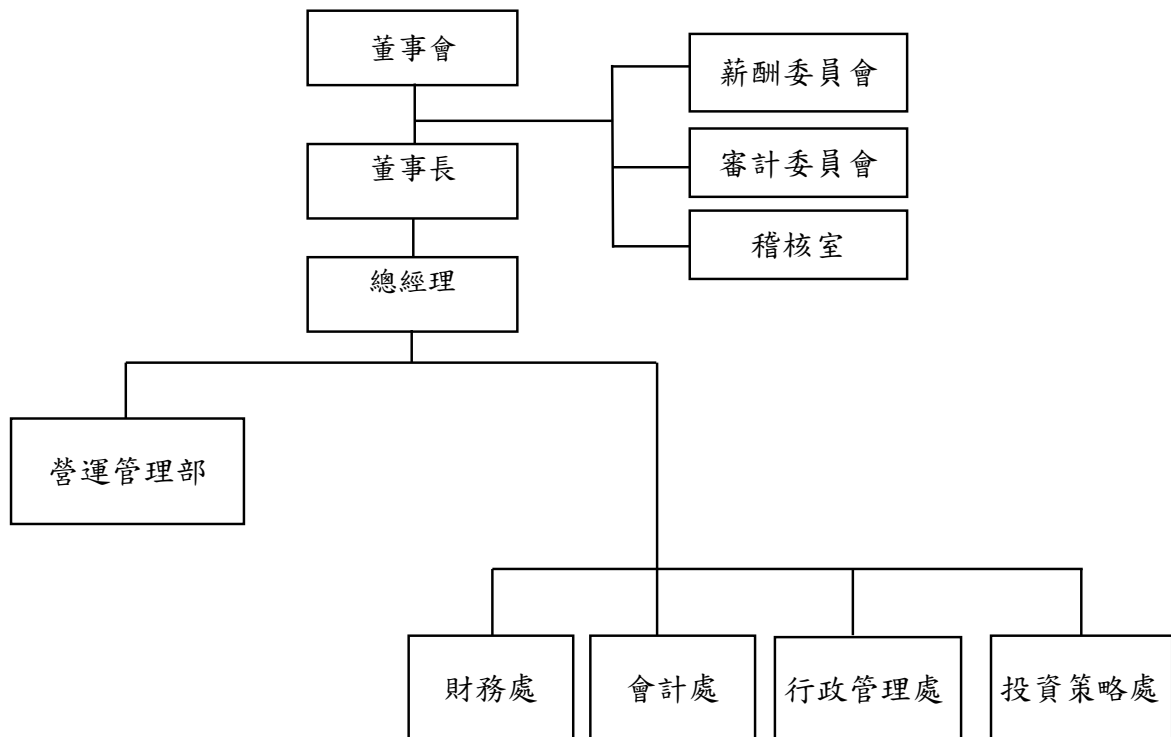 董事會
薪酬委員會
審計委員會
董事長
稽核室
總經理
營運管理部
財務處
會計處
行政管理處
投資策略處